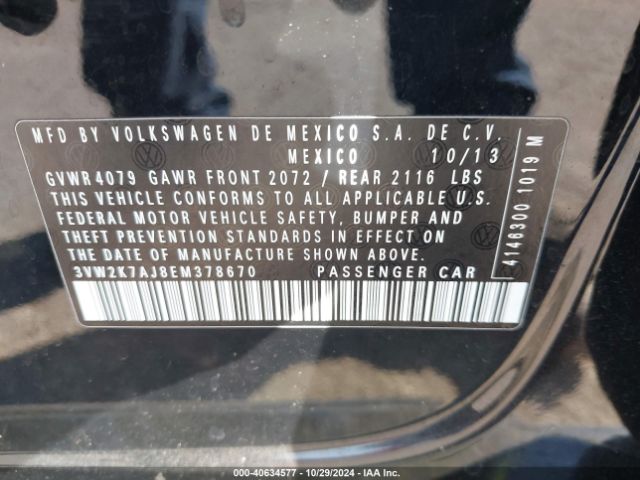 MFD BY VOLKSWAGEN DE MEXICO S.A. DE C.V.
MEXICO 10/13
GVWR 4079 GAWR FRONT 2072 / REAR 2116 LBS
THIS VEHICLE CONFORMS TO ALL APPLICABLE U.S.
FEDERAL MOTOR VEHICLE SAFETY, BUMPER AND
THEFT PREVENTION STANDARDS IN EFFECT ON
THE DATE OF MANUFACTURE SHOWN ABOVE.
3VW2K7AJ8EM378670 PASSENGER CAR
4146300 1019 M
000-40634577 - 10/29/2024 - IAA Inc.